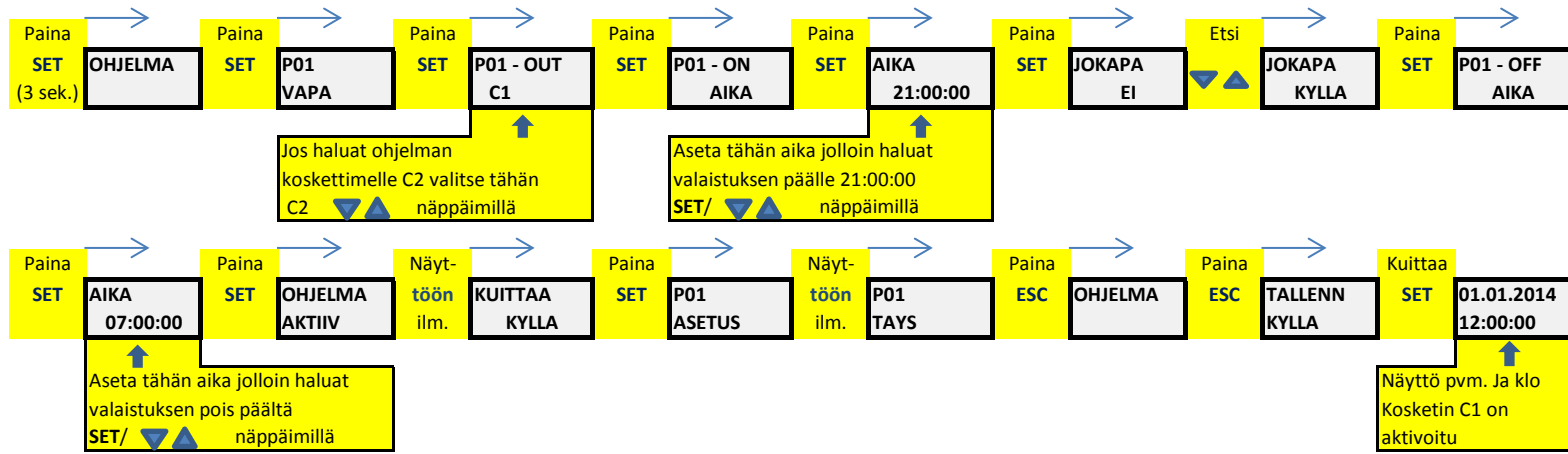 Paina
SET
(3 sek.)
OHJELMA
Paina
SET
P01
VAPA
Paina
SET
P01 - OUT
C1
Paina
SET
P01 - ON
AIKA
Paina
SET
AIKA
21:00:00
Paina
SET
JOKAPA
EI
Etsi
JOKAPA
KYLLA
Paina
SET
P01 - OFF
AIKA
Jos haluat ohjelman
koskettimelle C2 valitse tähän
C2 näppäimillä
Aseta tähän aika jolloin haluat
valaistuksen päälle 21:00:00
SET/ näppäimillä
Paina
SET
AIKA
07:00:00
Paina
SET
OHJELMA
AKTIIV
Näyt-
töön
ilm.
KUITTAA
KYLLA
Paina
SET
P01
ASETUS
Näyt-
töön
ilm.
P01
TAYS
Paina
ESC
OHJELMA
Paina
ESC
TALLENN
KYLLA
Kuittaa
SET
01.01.2014
12:00:00
Aseta tähän aika jolloin haluat
valaistuksen pois päältä
SET/ näppäimillä
Näyttö pvm. Ja klo
Kosketin C1 on
aktivoitu